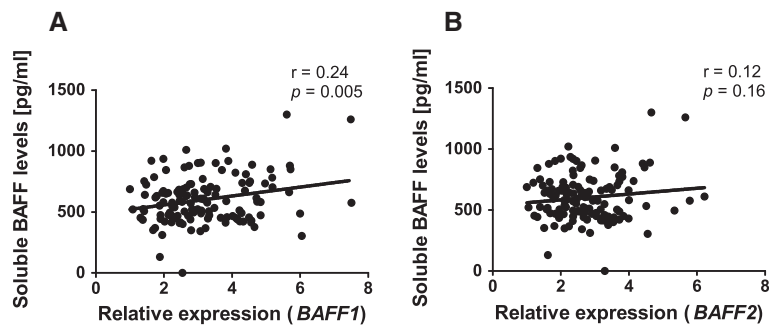 A
r = 0.24
p = 0.005
Soluble BAFF levels [pg/ml]
1500
1000
500
0
0 2 4 6 8
Relative expression ( BAFF1)
B
r = 0.12
p = 0.16
Soluble BAFF levels [pg/ml]
1500
1000
500
0
0 2 4 6 8
Relative expression ( BAFF2)